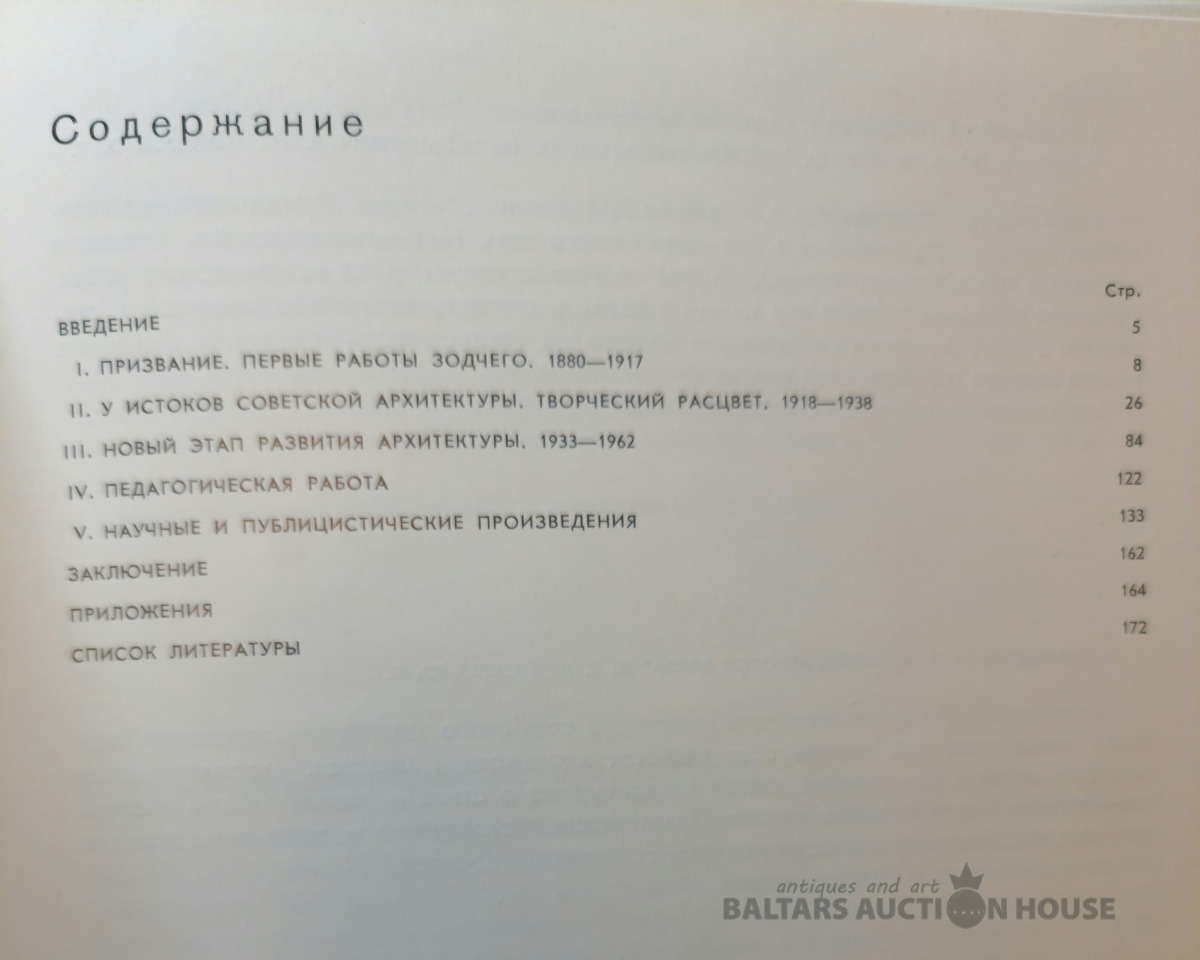 Содержание
Стр.
ВВЕДЕНИЕ 5
I. ПРИЗВАНИЕ. ПЕРВЫЕ РАБОТЫ ЗОДЧЕГО. 1880—1917 8
II. У ИСТОКОВ СОВЕТСКОЙ АРХИТЕКТУРЫ. ТВОРЧЕСКИЙ РАСЦВЕТ. 1918—1938 26
III. НОВЫЙ ЭТАП РАЗВИТИЯ АРХИТЕКТУРЫ. 1933—1962 84
IV. ПЕДАГОГИЧЕСКАЯ РАБОТА 122
V. НАУЧНЫЕ И ПУБЛИЦИСТИЧЕСКИЕ ПРОИЗВЕДЕНИЯ 133
ЗАКЛЮЧЕНИЕ 162
ПРИЛОЖЕНИЯ 164
СПИСОК ЛИТЕРАТУРЫ 172
antiques and art
BALTARS AUCTION HOUSE